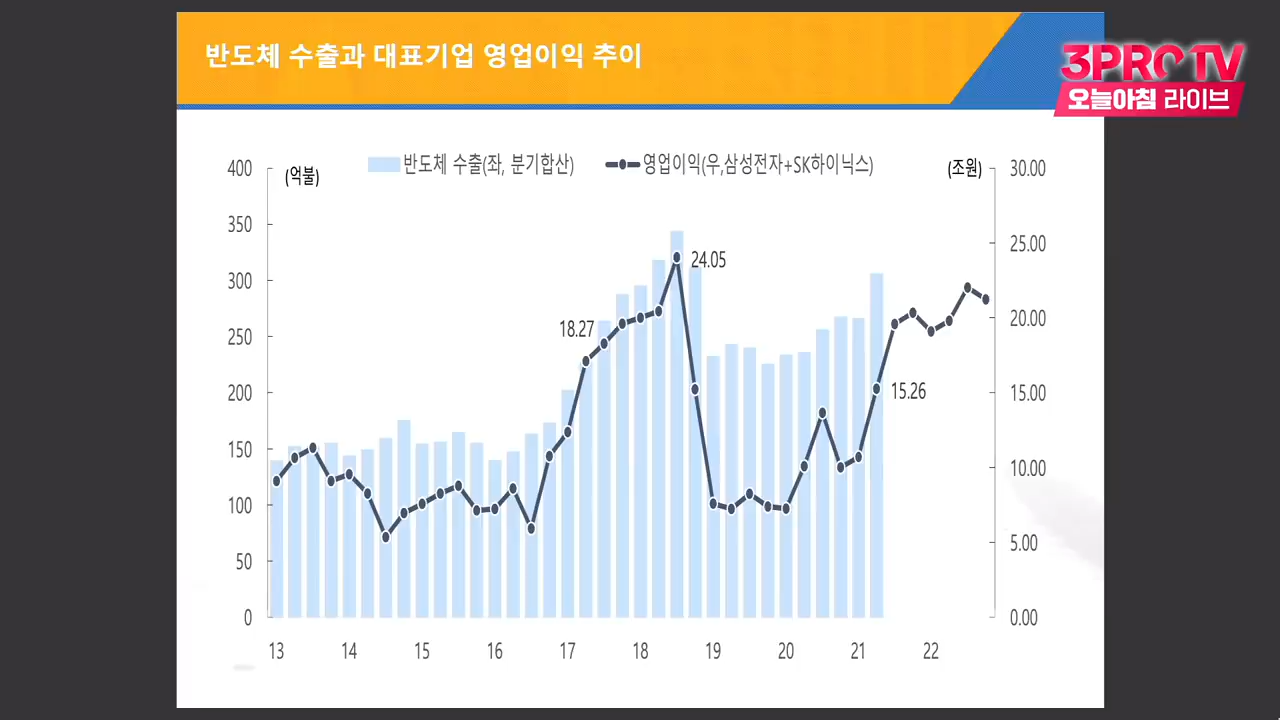 반도체 수출과 대표기업 영업이익 추이
3PROTV
오늘아침 라이브
(억불)
반도체 수출(좌, 분기합산)
영업이익(우,삼성전자+SK하이닉스)
(조원)
400
350
300
250
200
150
100
50
0
30.00
25.00
20.00
15.00
10.00
5.00
0.00
18.27
24.05
15.26
13 14 15 16 17 18 19 20 21 22